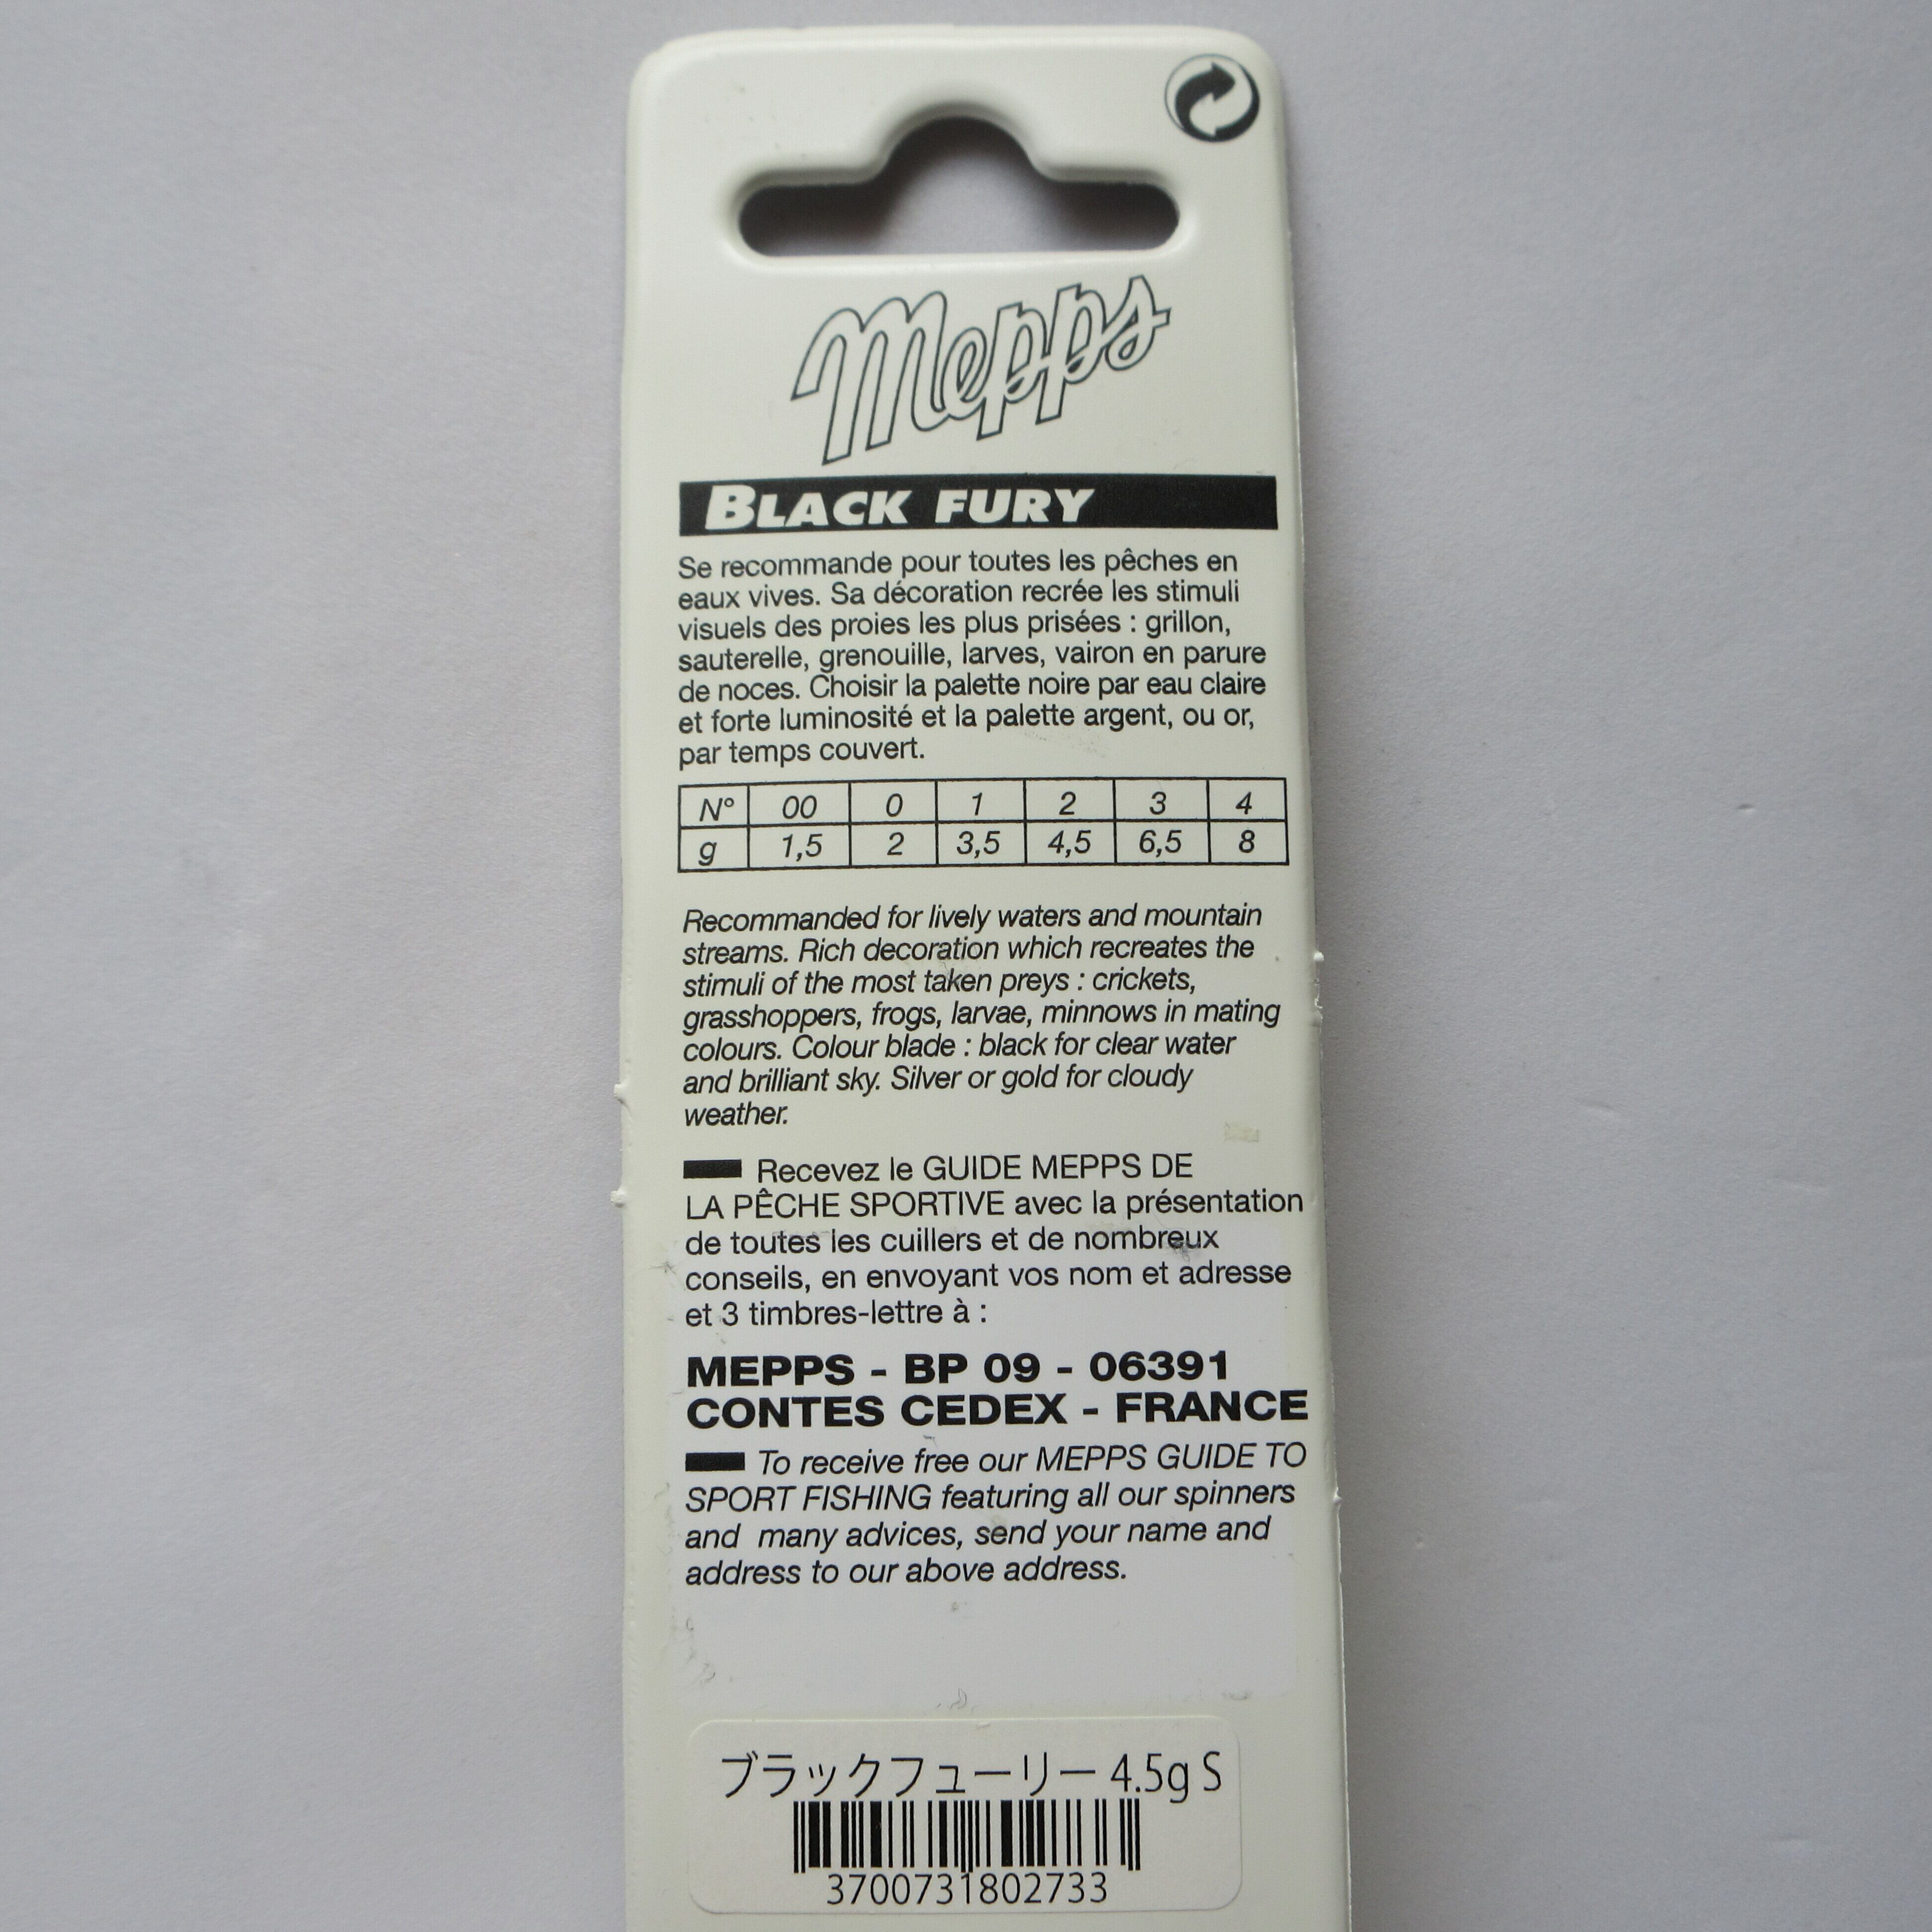 Mepps
BLACK FURY
Se recommande pour toutes les pêches en
eaux vives. Sa décoration recrée les stimuli
visuels des proies les plus prisées : grillon,
sauterelle, grenouille, larves, vairon en parure
de noces. Choisir la palette noire par eau claire
et forte luminosité et la palette argent, ou or,
par temps couvert.
N° 00 0 1 2 3 4
g 1,5 2 3,5 4,5 6,5 8
Recommanded for lively waters and mountain
streams. Rich decoration which recreates the
stimuli of the most taken preys : crickets,
grasshoppers, frogs, larvae, minnows in mating
colours. Colour blade : black for clear water
and brilliant sky. Silver or gold for cloudy
weather.
Recevez le GUIDE MEPPS DE
LA PÊCHE SPORTIVE avec la présentation
de toutes les cuillers et de nombreux
conseils, en envoyant vos nom et adresse
et 3 timbres-lettre à :
MEPPS - BP 09 - 06391
CONTES CEDEX - FRANCE
To receive free our MEPPS GUIDE TO
SPORT FISHING featuring all our spinners
and many advices, send your name and
address to our above address.
ブラックフューリー 4.5g S
3700731802733